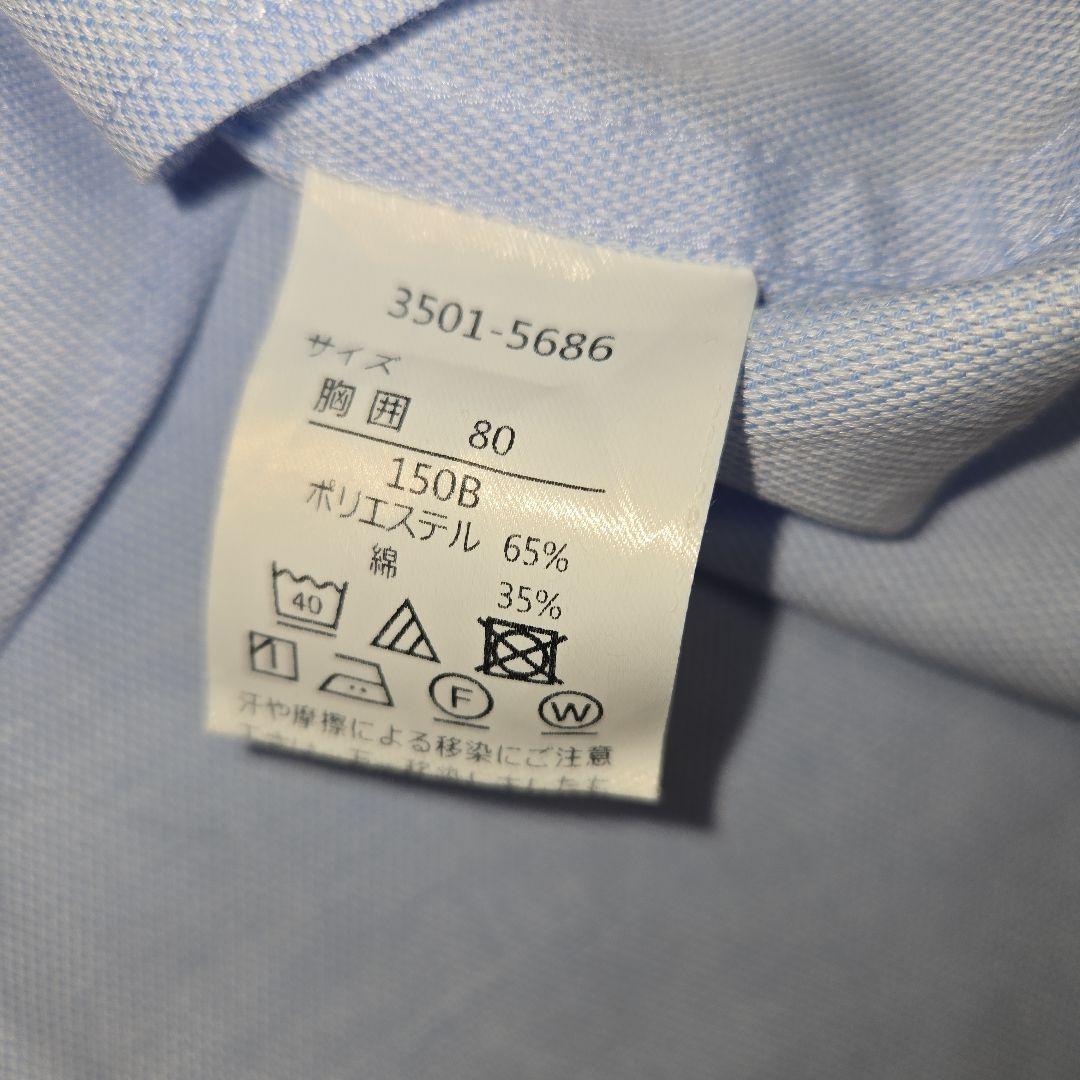 3501-5686
サイズ
胸囲 80
150B
ポリエステル 65%
綿 35%
40
F W
汗や摩擦による移染にご注意